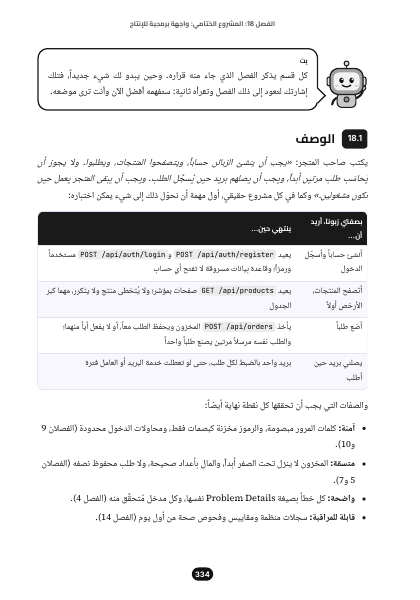 الفصل 18: المشروع الختامي: واجهة برمجية للإنتاج
بِت
كل قسم يذكر الفصل الذي جاء منه قراره. وحين يبدو لك شيء جديداً، فتلك
إشارتك لتعود إلى ذلك الفصل وتقرأه ثانية: ستفهمه أفضل الآن وأنت ترى موضعه.
18.1 الوصف
يكتب صاحب المتجر: «يجب أن ينشئ الزبائن حساباً، ويتصفحوا المنتجات، ويطلبوا. ولا يجوز أن
يُحاسَب طلب مرتين أبداً، ويجب أن يصلهم بريد حين يُسجَّل الطلب. ويجب أن يبقى المتجر يعمل حين
نكون مشغولين.» وكما في كل مشروع حقيقي، أول مهمة أن نحوّل ذلك إلى شيء يمكن اختباره:
بصفتي زبونا، أريد أن... ينتهي حين...
أنشئ حساباً وأسجّل الدخول
يعيد POST /api/auth/register و POST /api/auth/login مستخدماً
ورمزاً؛ وقاعدة بيانات مسروقة لا تفتح أي حساب
أتصفح المنتجات، الأرخص أولاً
يعيد GET /api/products صفحات بمؤشر؛ ولا يُتخطى منتج ولا يتكرر، مهما كبر
الجدول
أضع طلباً
يأخذ POST /api/orders المخزون ويحفظ الطلب معاً، أو لا يفعل أياً منهما؛
والطلب نفسه مرسلاً مرتين يصنع طلباً واحداً
يصلني بريد حين أطلب
بريد واحد بالضبط لكل طلب، حتى لو تعطلت خدمة البريد أو العامل فترة
والصفات التي يجب أن تحققها كل نقطة نهاية أيضاً:
• آمنة: كلمات المرور مبصومة، والرموز مخزنة كبصمات فقط، ومحاولات الدخول محدودة (الفصلان 9
و10).
• متسقة: المخزون لا ينزل تحت الصفر أبداً، والمال بأعداد صحيحة، ولا طلب محفوظ نصفه (الفصلان
5 و7).
• واضحة: كل خطأ بصيغة Problem Details نفسها، وكل مدخل مُتحقَّق منه (الفصل 4).
• قابلة للمراقبة: سجلات منظمة ومقاييس وفحوص صحة من أول يوم (الفصل 14).
334